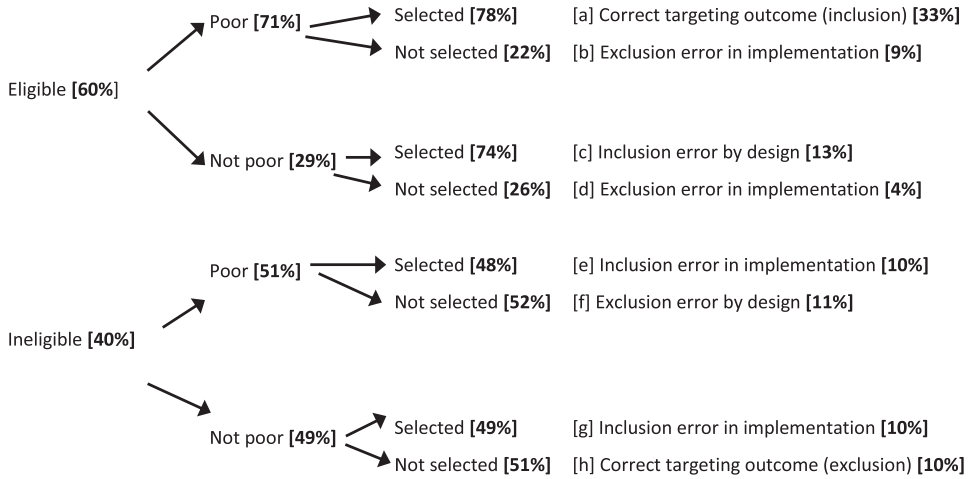 Poor [71%]
Selected [78%]
[a] Correct targeting outcome (inclusion) [33%]
Not selected [22%]
[b] Exclusion error in implementation [9%]
Eligible [60%]
Not poor [29%]
Selected [74%]
[c] Inclusion error by design [13%]
Not selected [26%]
[d] Exclusion error in implementation [4%]
Poor [51%]
Selected [48%]
[e] Inclusion error in implementation [10%]
Not selected [52%]
[f] Exclusion error by design [11%]
Ineligible [40%]
Not poor [49%]
Selected [49%]
[g] Inclusion error in implementation [10%]
Not selected [51%]
[h] Correct targeting outcome (exclusion) [10%]